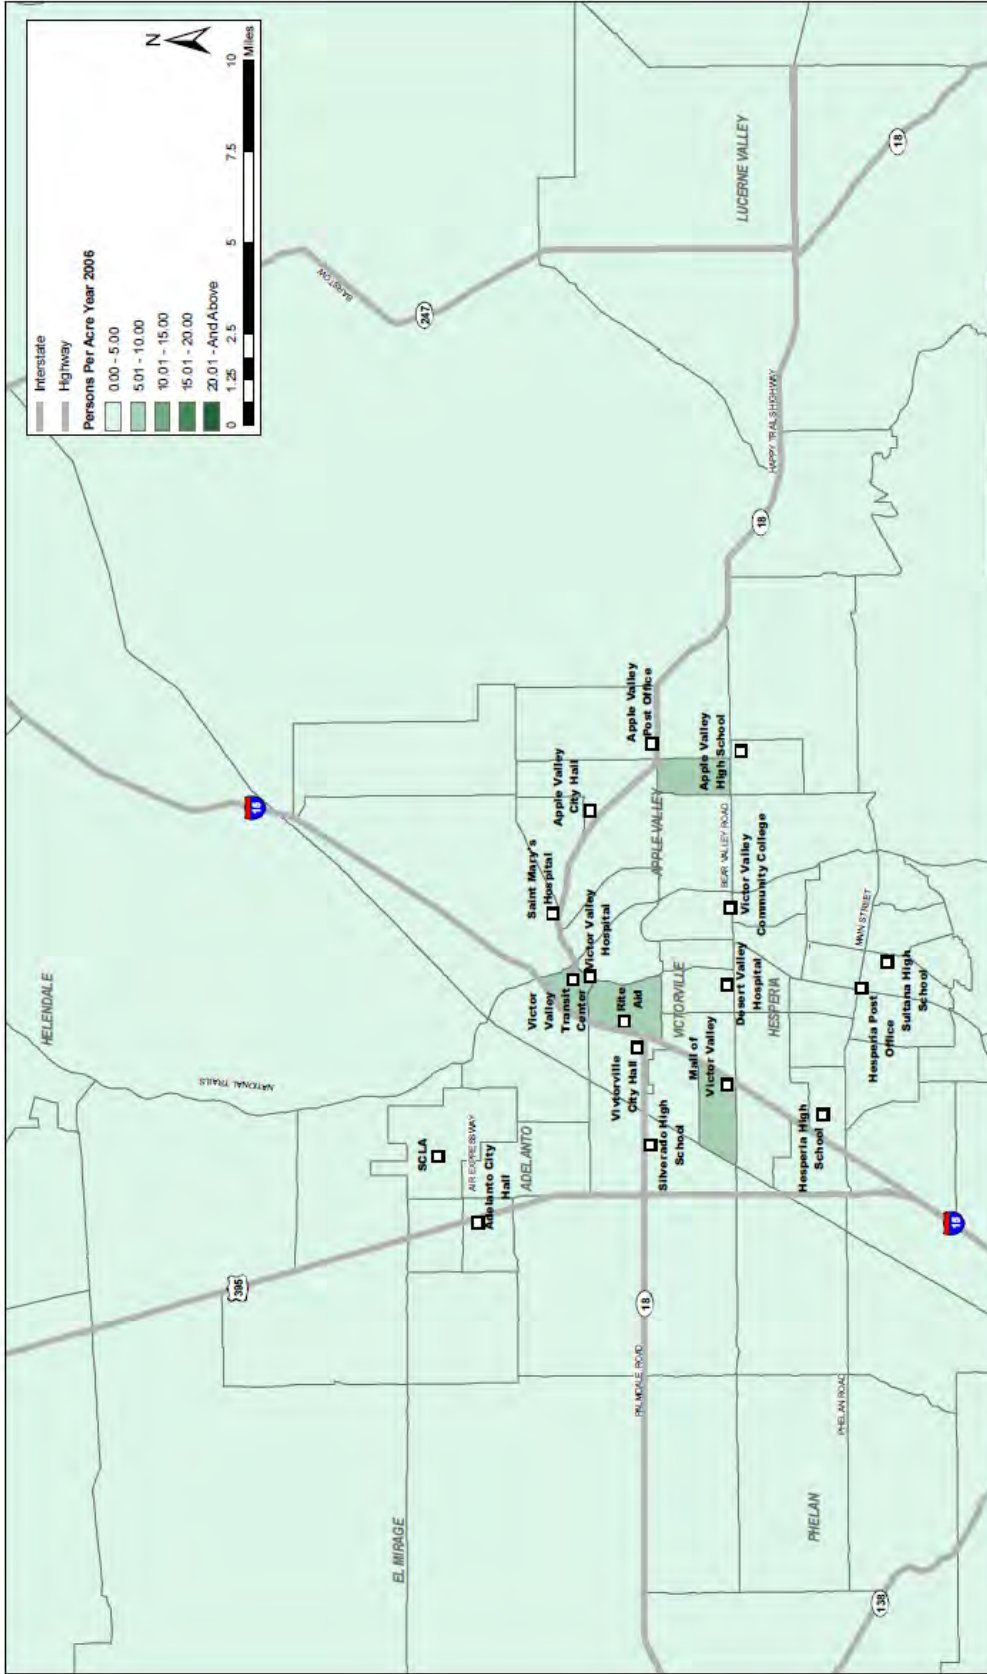 N
0
1.25
2.5
5
7.5
10
Miles
Interstate
Highway
Persons Per Acre Year 2006
0.00 - 5.00
5.01 - 10.00
10.01 - 15.00
15.01 - 20.00
20.01 - And Above
HELENDALE
NATIONAL TRAILS
15
BARSTOW
247
395
SCLA
AIR EXPRESSWAY
Adelanto City
Hall
ADELANTO
EL MIRAGE
Victor
Valley
Transit
Center
Saint Mary's
Hospital
Victor Valley
Hospital
Apple Valley
City Hall
Apple Valley
Post Office
Rite
Aid
Vivtorville
City Hall
APPLE VALLEY
VICTORVILLE
Silverado High
School
Mall of
Victor Valley
Apple Valley
High School
BEAR VALLEY ROAD
Victor Valley
Community College
Desert Valley
Hospital
HESPERIA
PALMDALE ROAD
18
18
HAPPY TRAILS HIGHWAY
LUCERNE VALLEY
18
Hesperia High
School
MAIN STREET
Hesperia Post
Office
Sultana High
School
PHELAN ROAD
PHELAN
138
15